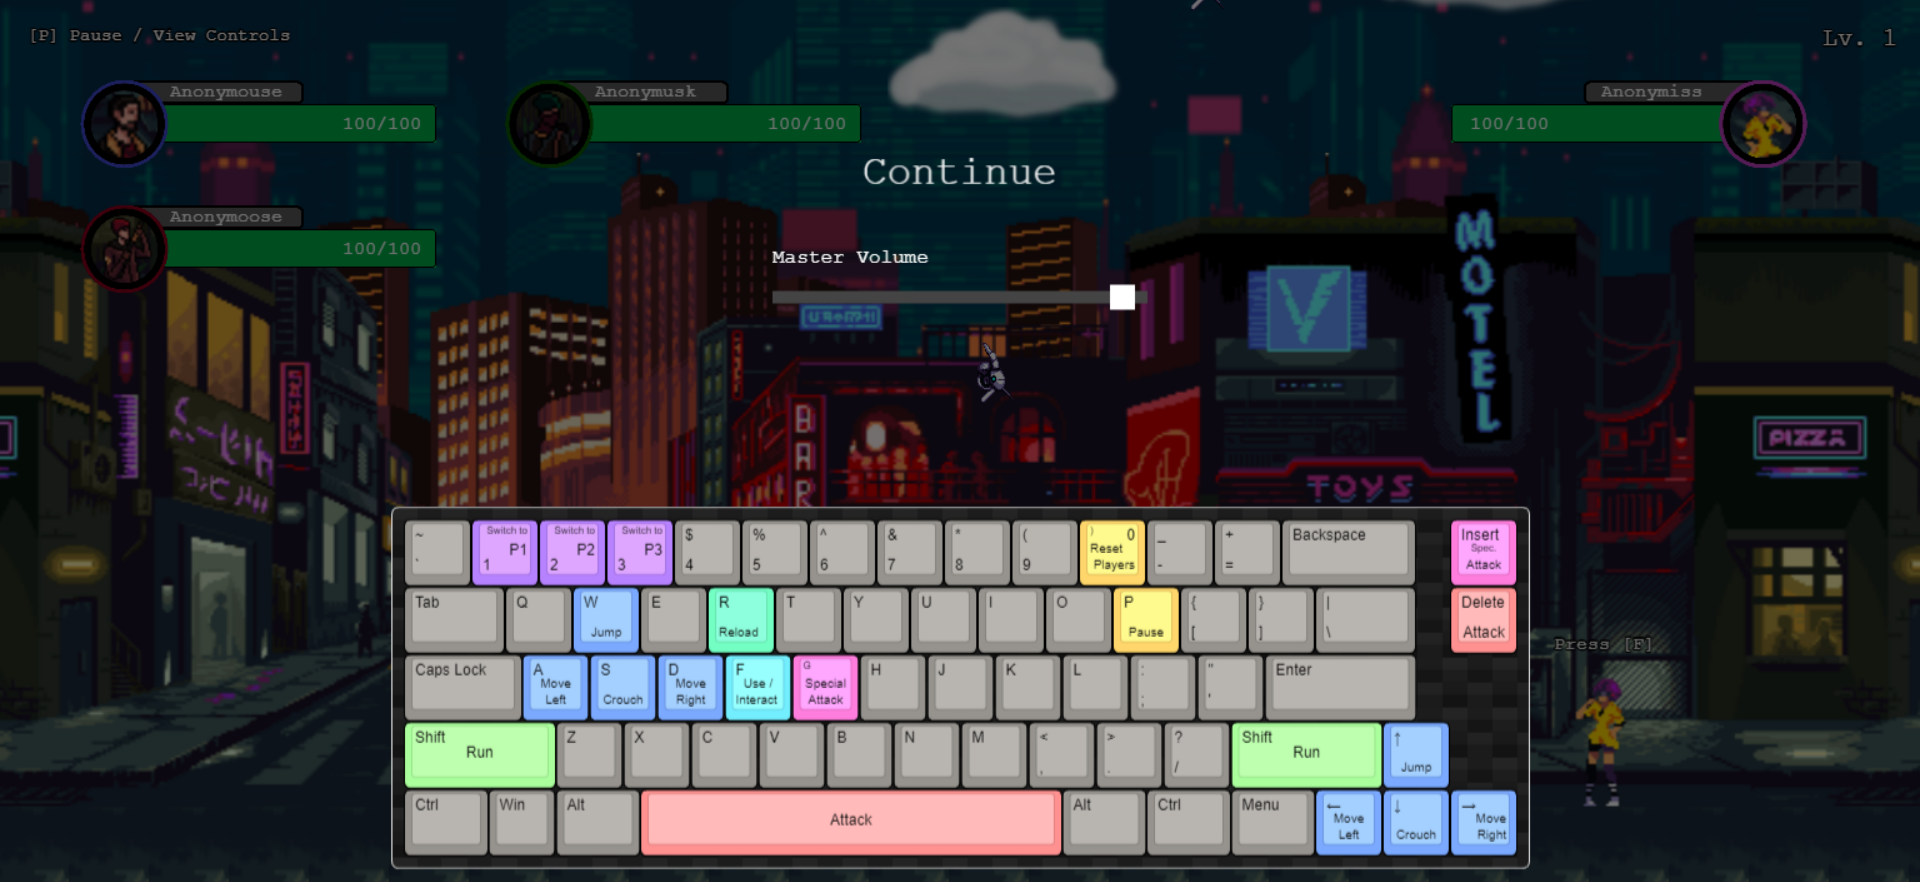 [P] Pause / View Controls
Lv. 1
Anonymouse
100/100
Anonymusk
100/100
Anonymiss
100/100
Continue
Anonymoose
100/100
Master Volume
MOTEL
V
BAR
TOYS
PIZZA
~ `
Switch to P1 1
Switch to P2 2
Switch to P3 3
$ 4
% 5
^ 6
& 7
* 8
( 9
) 0 Reset Players
_ -
+ =
Backspace
Insert Spec. Attack
Tab
Q
W Jump
E
R Reload
T
Y
U
I
O
P Pause
{ [
} ]
| \
Delete Attack
Press [F]
Caps Lock
A Move Left
S Crouch
D Move Right
F Use / Interact
G Special Attack
H
J
K
L
: ;
" '
Enter
Shift Run
Z
X
C
V
B
N
M
< ,
> .
? /
Shift Run
↑ Jump
Ctrl
Win
Alt
Attack
Alt
Ctrl
Menu
← Move Left
↓ Crouch
→ Move Right